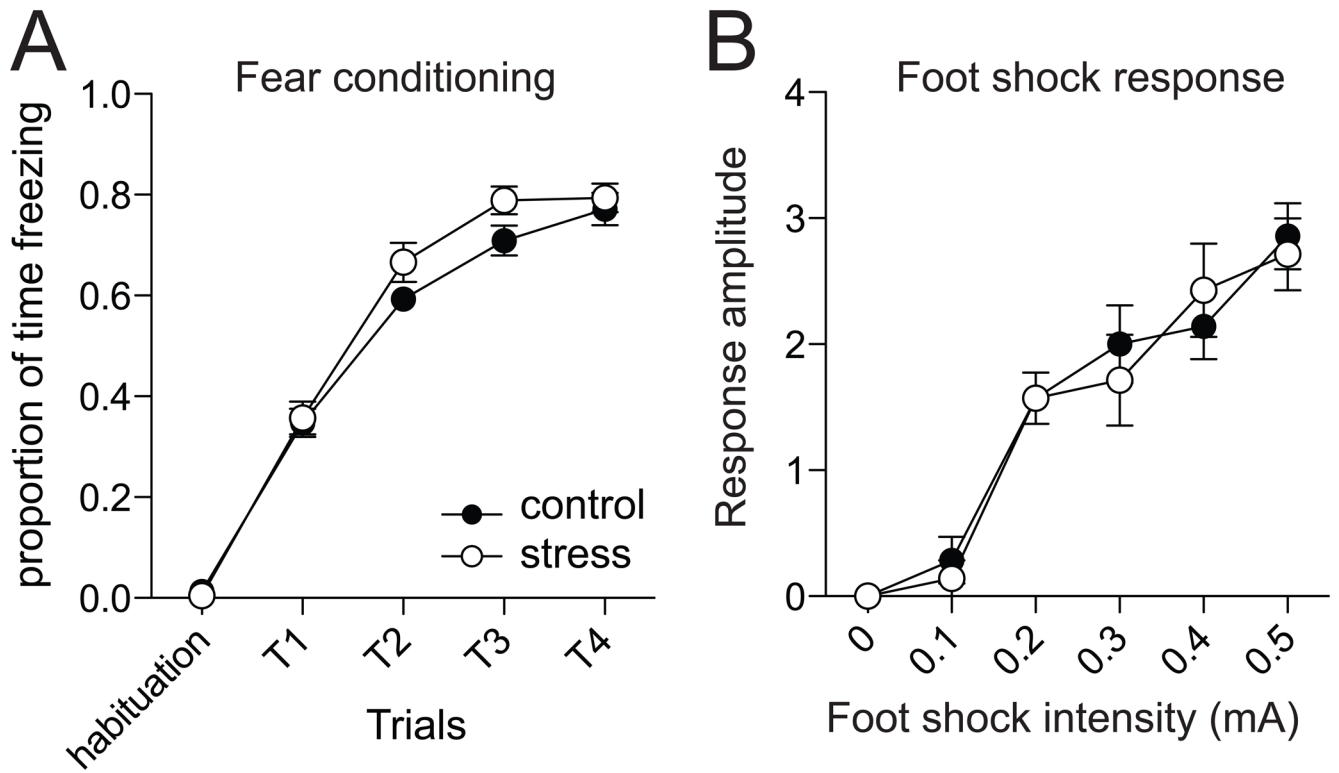 A
Fear conditioning
proportion of time freezing
1.0
0.8
0.6
0.4
0.2
0.0
control
stress
habituation
T1
T2
T3
T4
Trials
B
Foot shock response
Response amplitude
4
3
2
1
0
0
0.1
0.2
0.3
0.4
0.5
Foot shock intensity (mA)